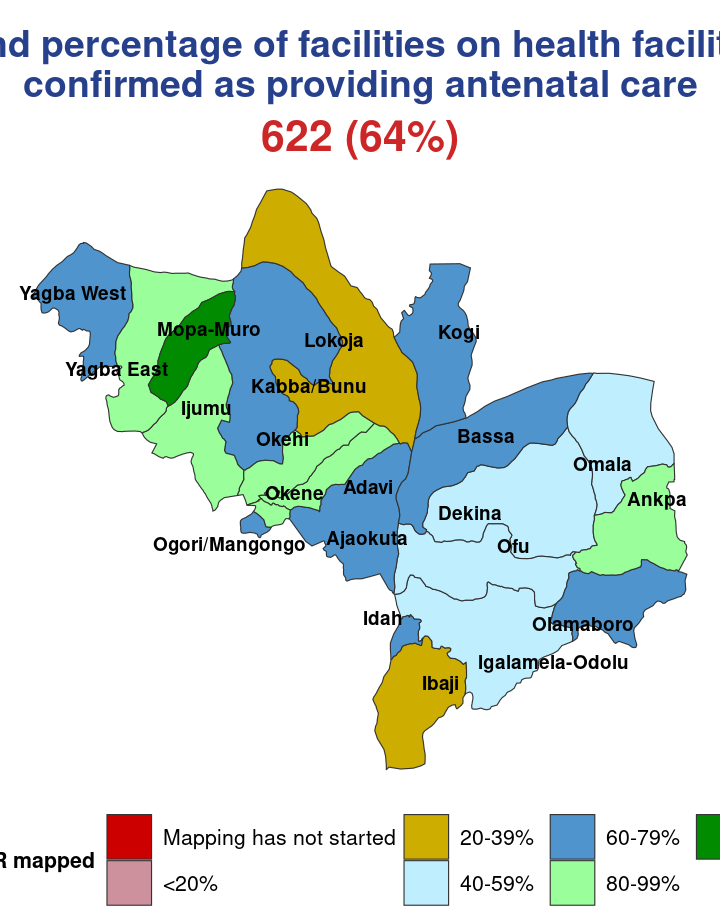 nd percentage of facilities on health facilit
confirmed as providing antenatal care
622 (64%)
Yagba West
Mopa-Muro
Lokoja
Kogi
Yagba East
Kabba/Bunu
Ijumu
Okehi
Bassa
Omala
Okene
Adavi
Ankpa
Dekina
Ogori/Mangongo
Ajaokuta
Ofu
Idah
Olamaboro
Igalamela-Odolu
Ibaji
R mapped
Mapping has not started
20-39%
60-79%
<20%
40-59%
80-99%